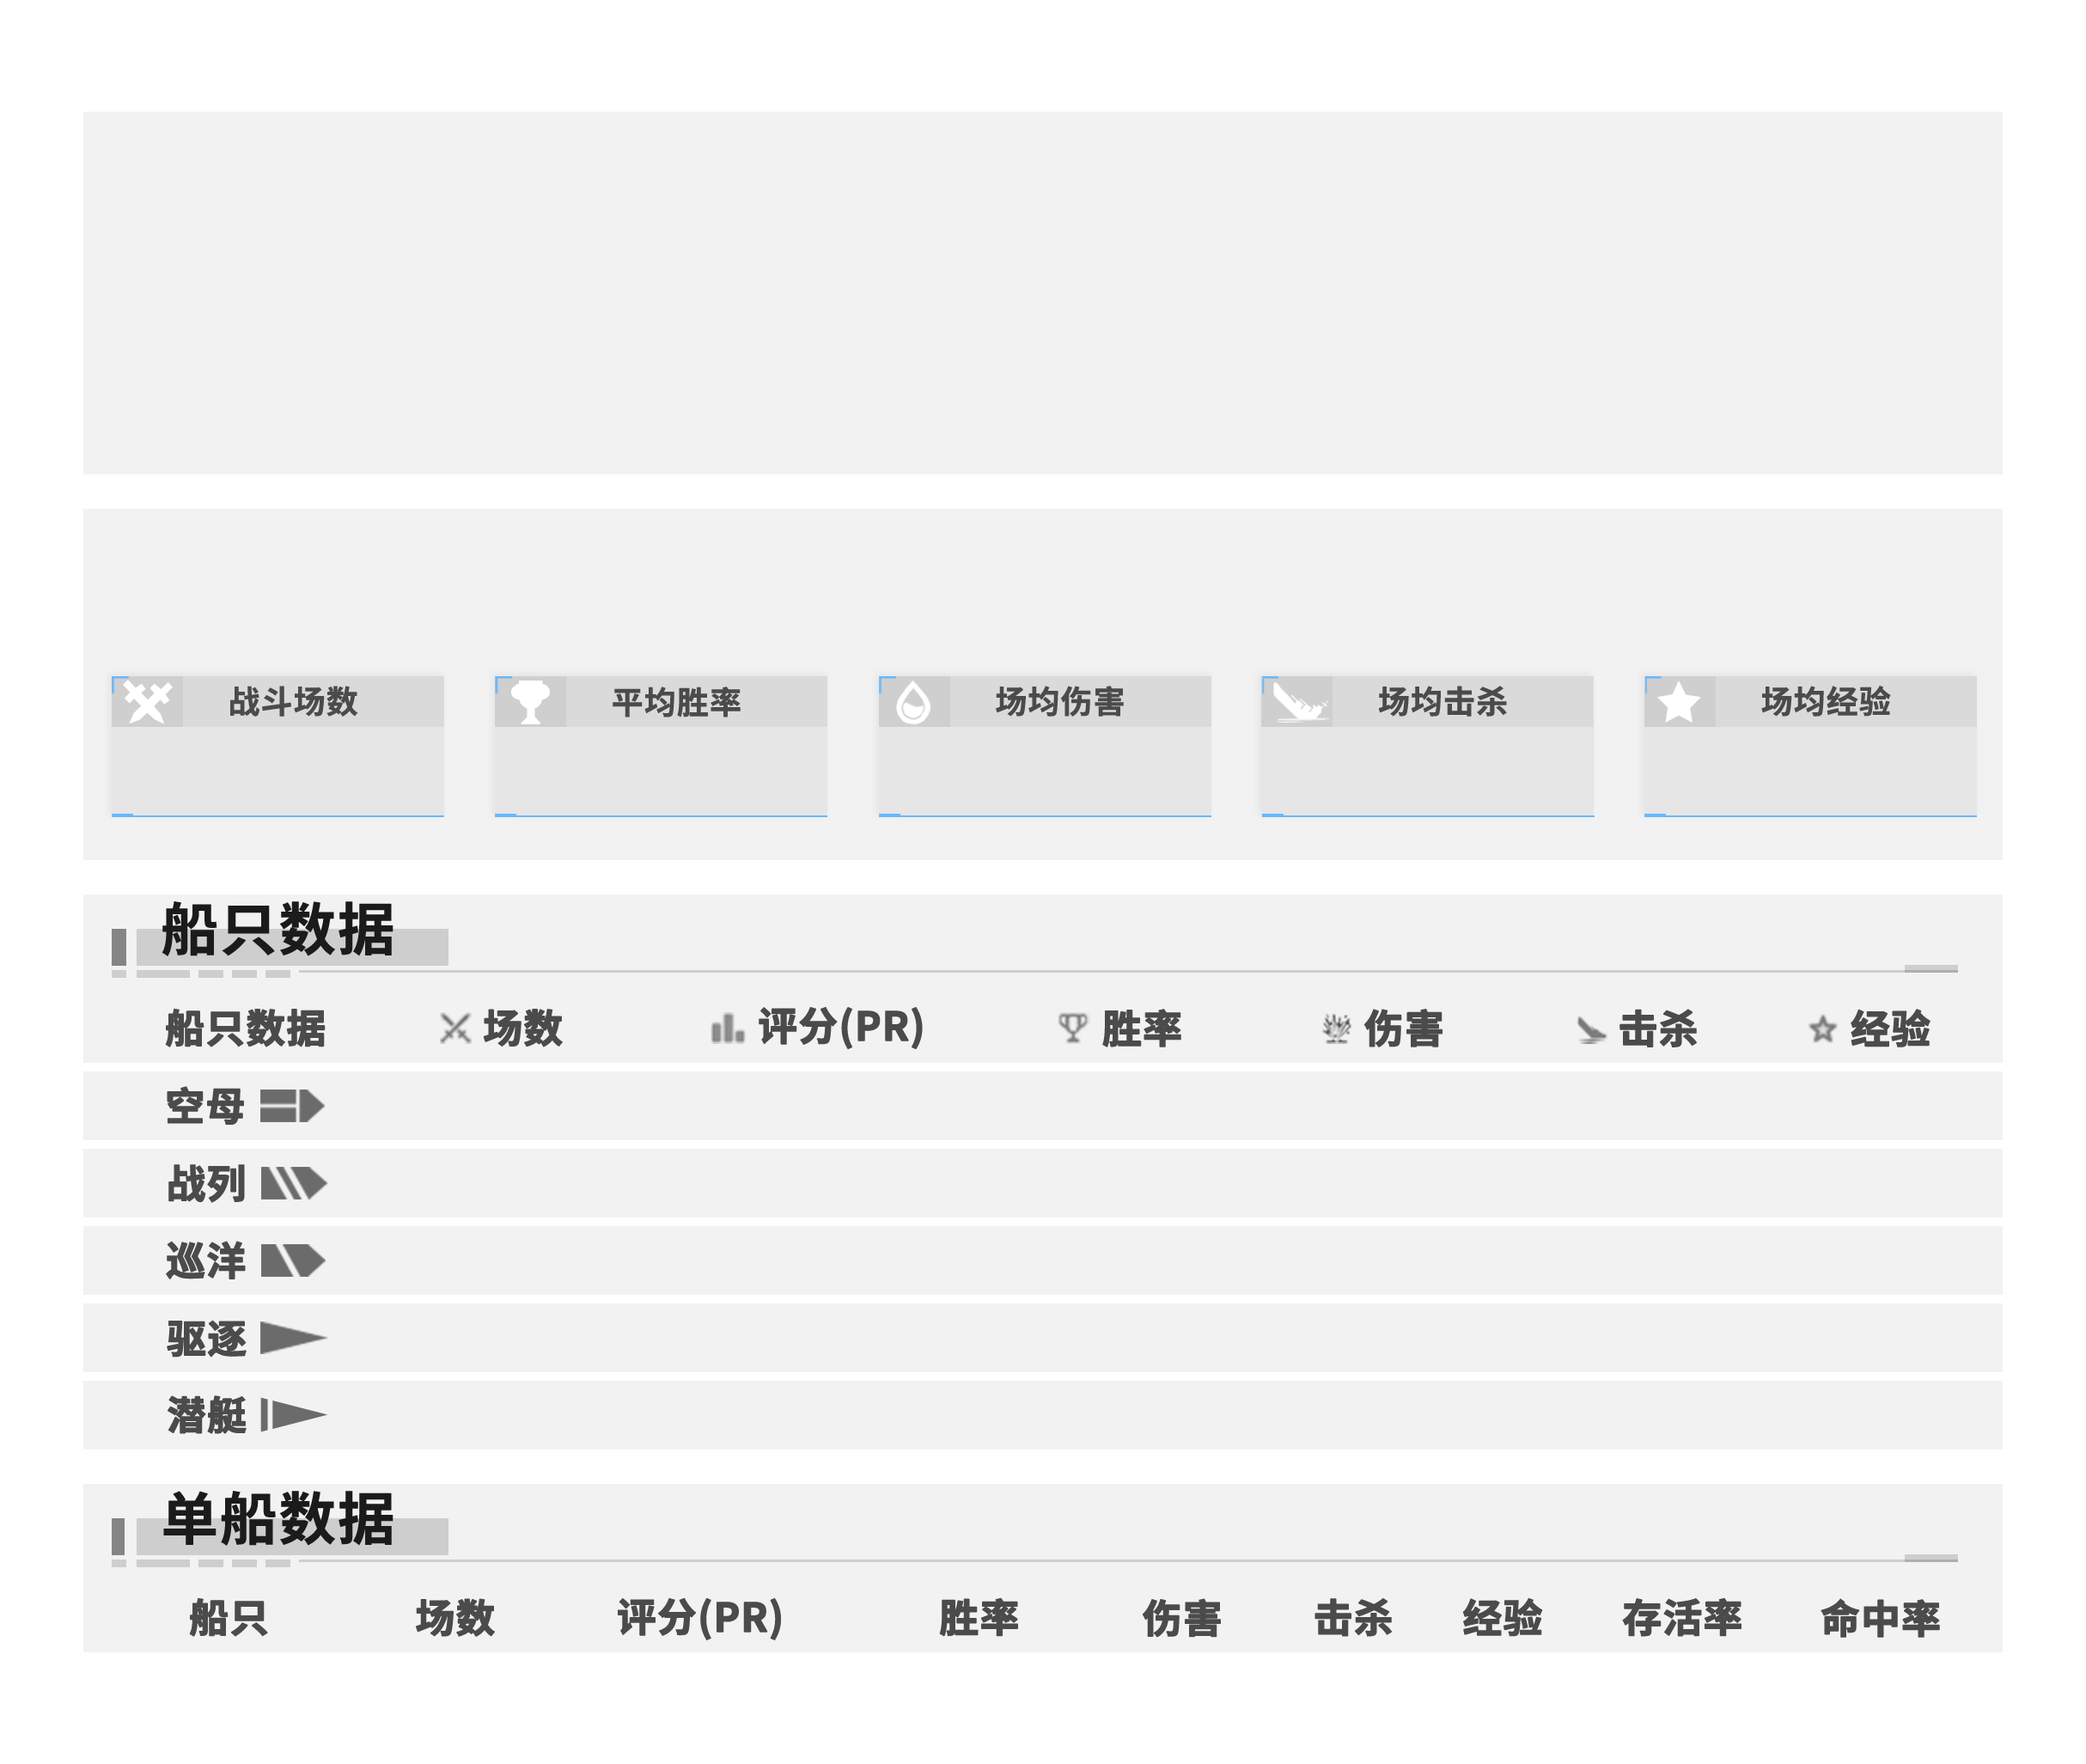 战斗场数 平均胜率 场均伤害 场均击杀 场均经验
船只数据
船只数据 场数 评分(PR) 胜率 伤害 击杀 经验
空母
战列
巡洋
驱逐
潜艇
单船数据
船只 场数 评分(PR) 胜率 伤害 击杀 经验 存活率 命中率